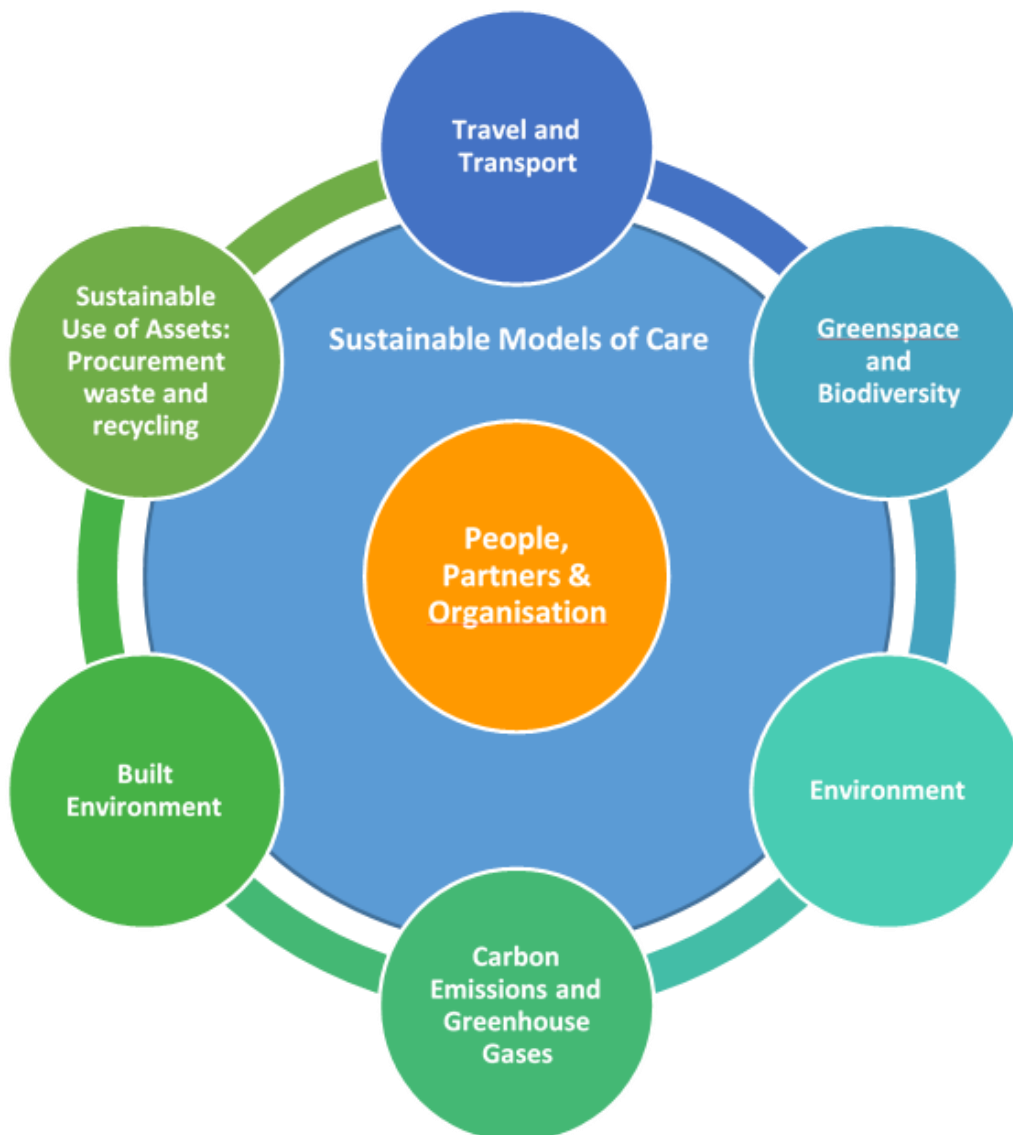 Travel and
Transport
Sustainable
Use of Assets:
Procurement
waste and
recycling
Sustainable Models of Care
Greenspace
and
Biodiversity
People,
Partners &
Organisation
Built
Environment
Environment
Carbon
Emissions and
Greenhouse
Gases